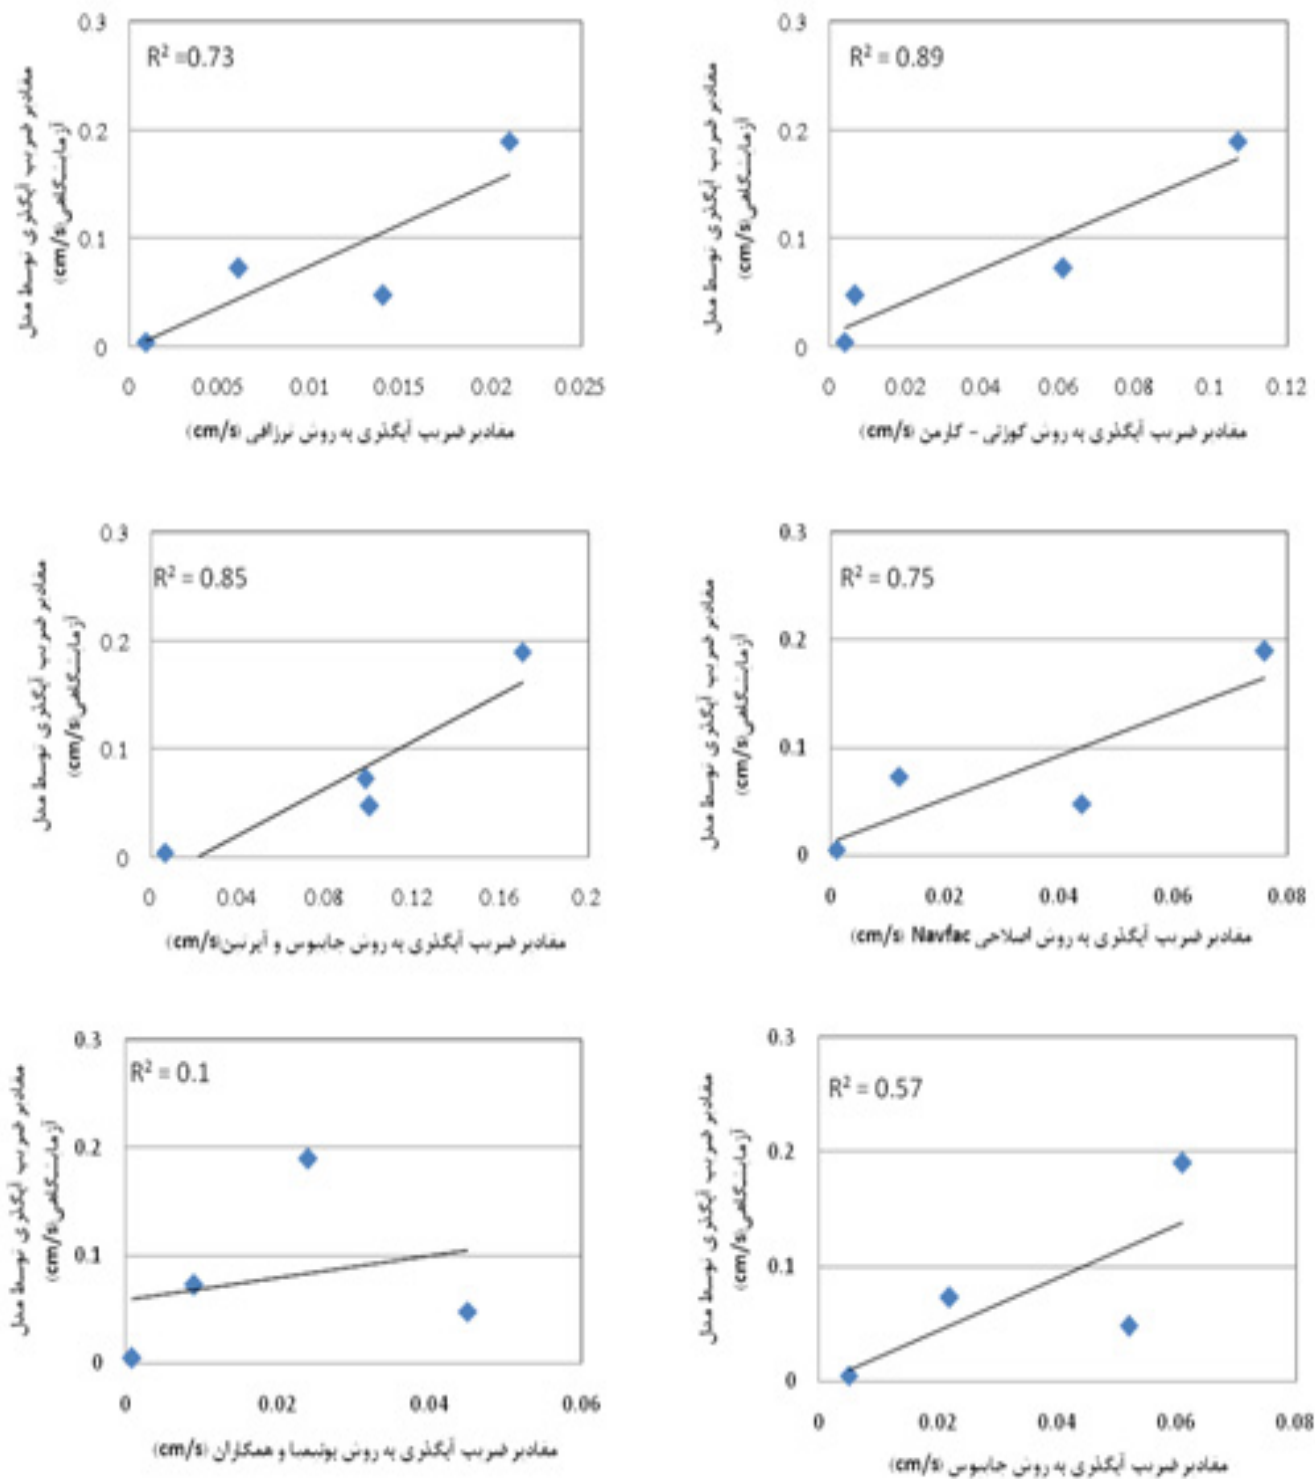 R² =0.73
مقادیر ضریب آبگذری توسط مدل
آزمایشگاهی(cm/s)
0.3
0.2
0.1
0
0 0.005 0.01 0.015 0.02 0.025
مقادیر ضریب آبگذری به روش ترزاقی (cm/s)
R² = 0.89
مقادیر ضریب آبگذری توسط مدل
آزمایشگاهی(cm/s)
0.3
0.2
0.1
0
0 0.02 0.04 0.06 0.08 0.1 0.12
مقادیر ضریب آبگذری به روش کوزنی - کارمن (cm/s)
R² = 0.85
مقادیر ضریب آبگذری توسط مدل
آزمایشگاهی(cm/s)
0.3
0.2
0.1
0
0 0.04 0.08 0.12 0.16 0.2
مقادیر ضریب آبگذری به روش چاپوس و آبرتین(cm/s)
R² = 0.75
مقادیر ضریب آبگذری توسط مدل
آزمایشگاهی(cm/s)
0.3
0.2
0.1
0
0 0.02 0.04 0.06 0.08
مقادیر ضریب آبگذری به روش اصلاحی Navfac (cm/s)
R² = 0.1
مقادیر ضریب آبگذری توسط مدل
آزمایشگاهی(cm/s)
0.3
0.2
0.1
0
0 0.02 0.04 0.06
مقادیر ضریب آبگذری به روش و همکاران (cm/s)
R² = 0.57
مقادیر ضریب آبگذری توسط مدل
آزمایشگاهی(cm/s)
0.3
0.2
0.1
0
0 0.02 0.04 0.06 0.08
مقادیر ضریب آبگذری به روش چاپوس (cm/s)